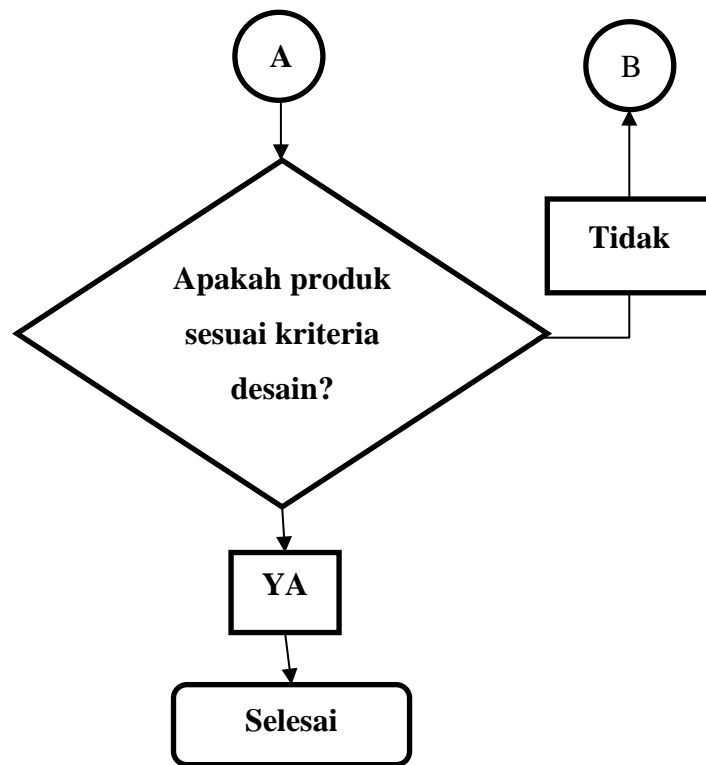 A
B
Tidak
Apakah produk
sesuai kriteria
desain?
YA
Selesai